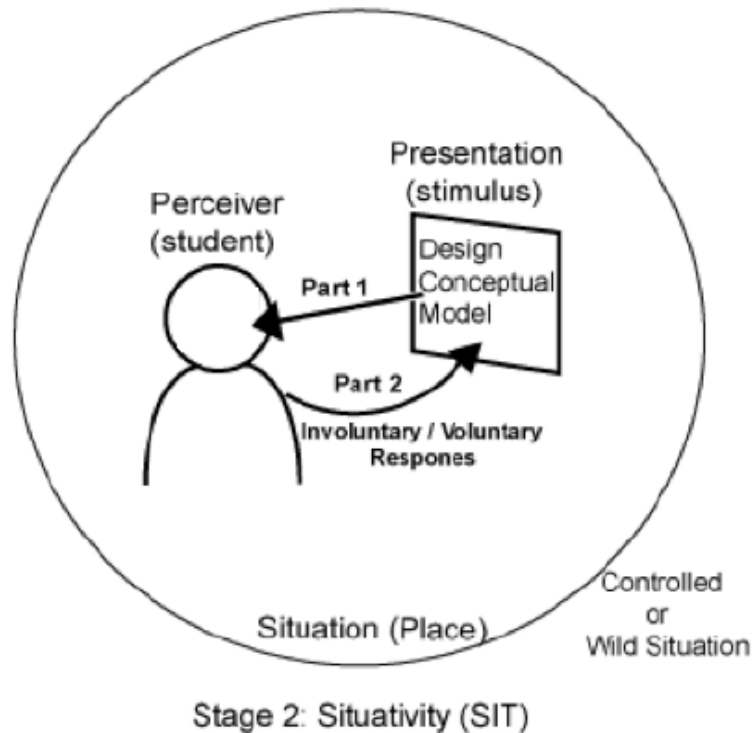 Presentation
(stimulus)
Perceiver
(student)
Design
Conceptual
Model
Part 1
Part 2
Involuntary / Voluntary
Respones
Controlled
or
Wild Situation
Situation (Place)
Stage 2: Situativity (SIT)